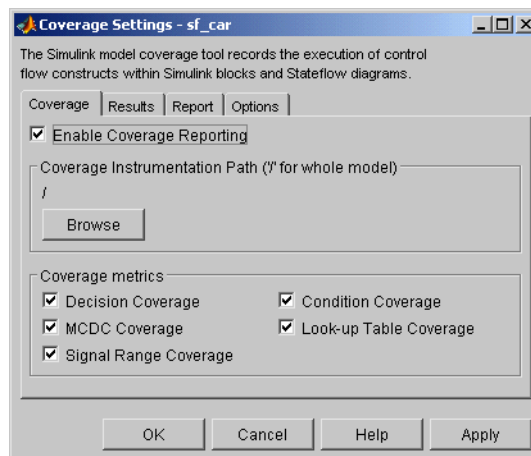 Coverage Settings - sf_car
The Simulink model coverage tool records the execution of control
flow constructs within Simulink blocks and Stateflow diagrams.
Coverage Results Report Options
Enable Coverage Reporting
Coverage Instrumentation Path ('/' for whole model)
/
Browse
Coverage metrics
Decision Coverage Condition Coverage
MCDC Coverage Look-up Table Coverage
Signal Range Coverage
OK Cancel Help Apply